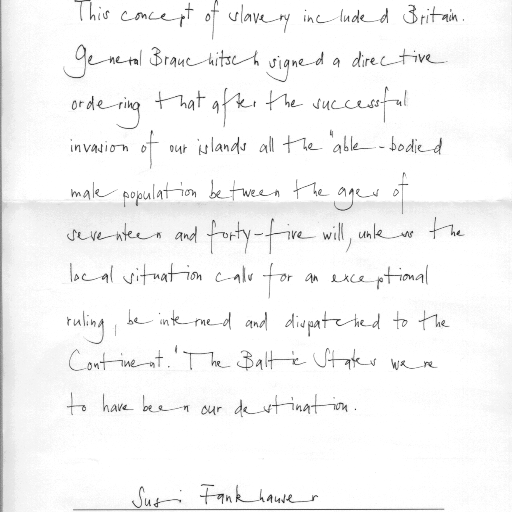 This concept of slavery included Britain.
General Brauchitsch signed a directive
ordering that after the successful
invasion of our islands all the "able-bodied
male population between the ages of
seventeen and forty-five will, unless the
local situation calls for an exceptional
ruling, be interned and dispatched to the
Continent." The Baltic States were
to have been our destination.
Susi Fankhauser